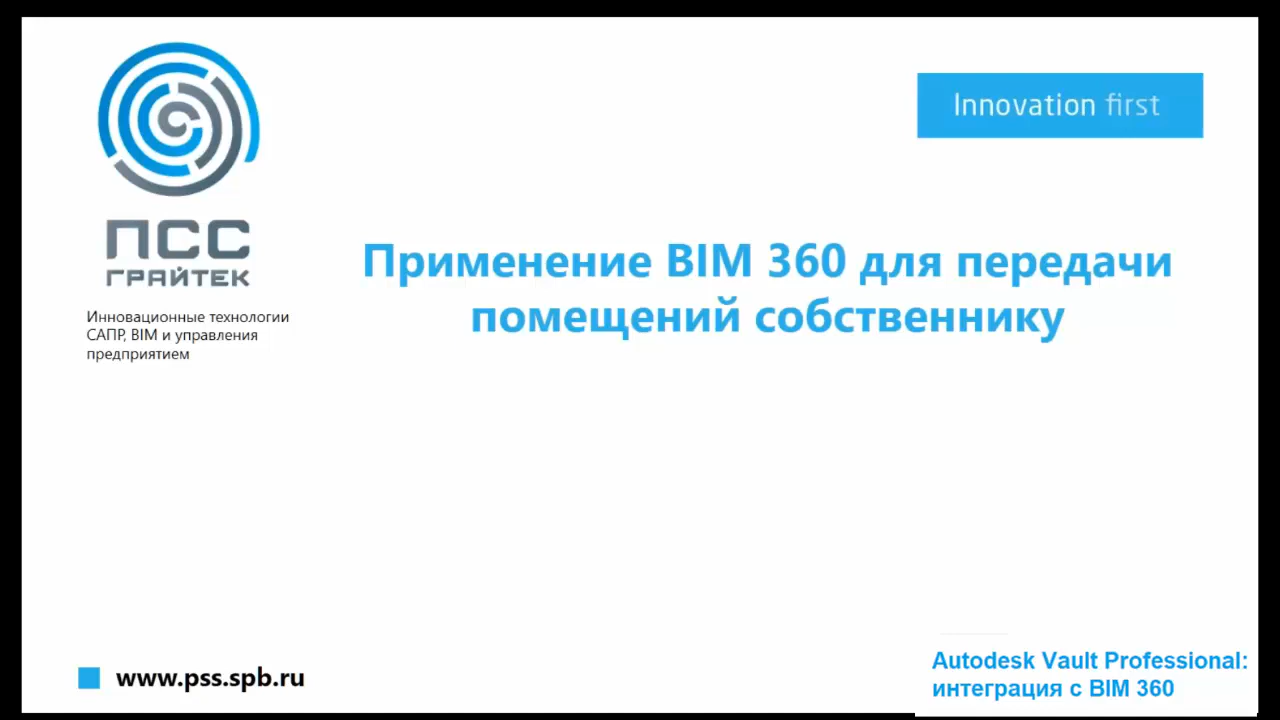 Innovation first
ПСС
ГРАЙТЕК
Инновационные технологии
САПР, BIM и управления
предприятием
Применение BIM 360 для передачи
помещений собственнику
www.pss.spb.ru
Autodesk Vault Professional:
интеграция с BIM 360